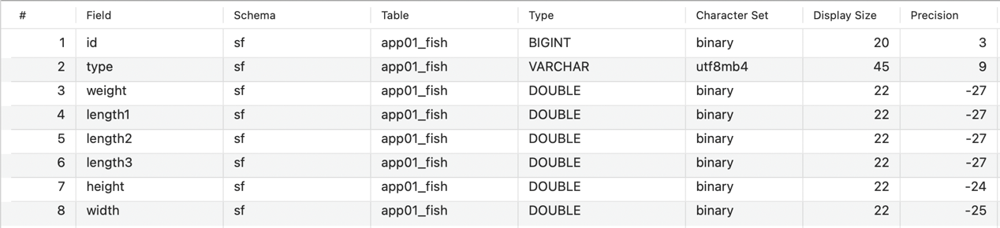 # Field Schema Table Type Character Set Display Size Precision
1 id sf app01_fish BIGINT binary 20 3
2 type sf app01_fish VARCHAR utf8mb4 45 9
3 weight sf app01_fish DOUBLE binary 22 -27
4 length1 sf app01_fish DOUBLE binary 22 -27
5 length2 sf app01_fish DOUBLE binary 22 -27
6 length3 sf app01_fish DOUBLE binary 22 -27
7 height sf app01_fish DOUBLE binary 22 -24
8 width sf app01_fish DOUBLE binary 22 -25